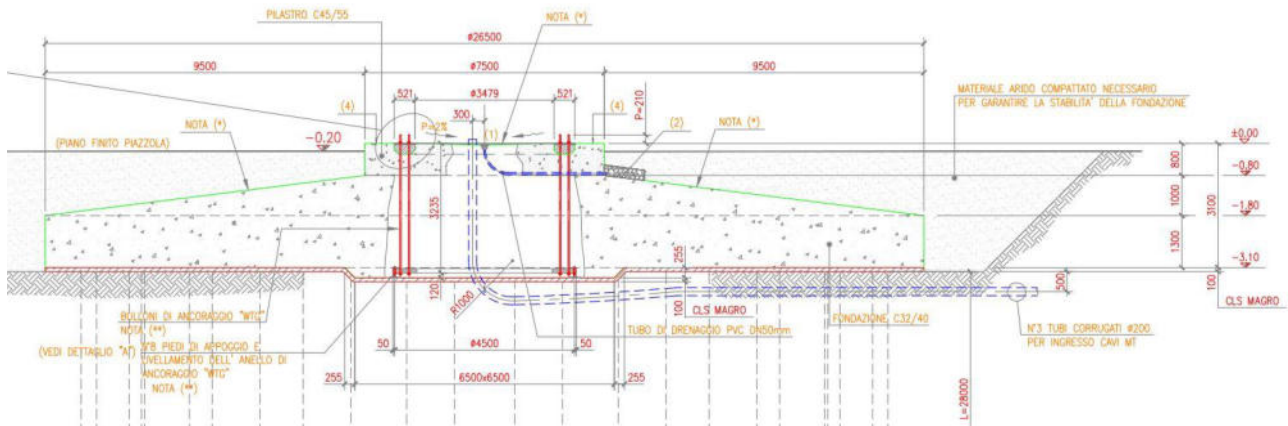 PILASTRO C45/55
NOTA (*)
ø26500
9500
ø7500
9500
521
ø3479
521
P=210
MATERIALE ARIDO COMPATTATO NECESSARIO
PER GARANTIRE LA STABILITA' DELLA FONDAZIONE
(4)
300
(4)
NOTA (*)
P=2%
(1)
(2)
NOTA (*)
±0,00
(PIANO FINITO PIAZZOLA)
-0.20
800
-0,80
1000
3100
-1,80
3235
1300
255
-3,10
120
R1000
100
500
100
CLS MAGRO
BOLLONI DI ANCORAGGIO "WTG"
NOTA (**)
TUBO DI DRENAGGIO PVC DN50mm
FONDAZIONE C32/40
N'3 TUBI CORRUGATI ø200
PER INGRESSO CAVI MT
(VEDI DETTAGLIO "A")
N'8 PIEDI DI APPOGGIO E
LIVELLAMENTO DELL' ANELLO DI
ANCORAGGIO "WTG"
NOTA (**)
50
ø4500
50
255
6500x6500
255
L=28000